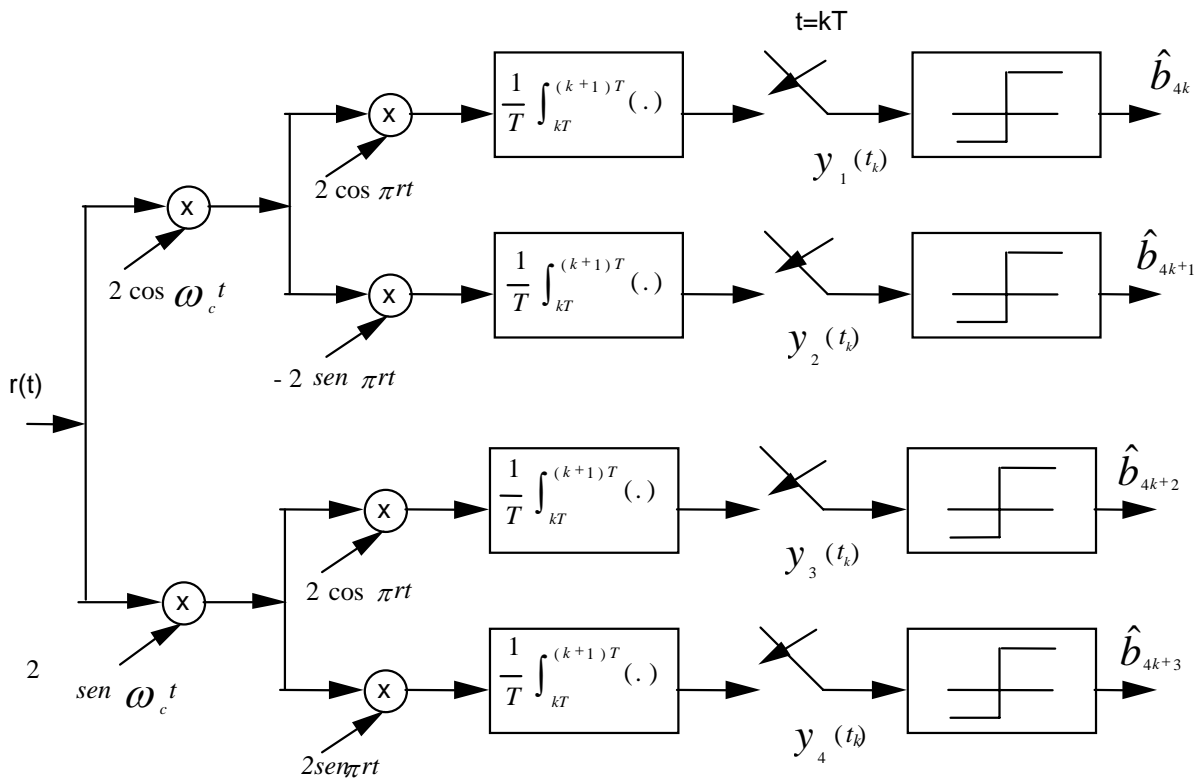 t=kT
x
2 cos πrt
1/T ∫_{kT}^{(k+1)T} (.)
y_1(t_k)
b̂_{4k}
x
2 cos ω_c t
x
- 2 sen πrt
1/T ∫_{kT}^{(k+1)T} (.)
y_2(t_k)
b̂_{4k+1}
r(t)
x
2 cos πrt
1/T ∫_{kT}^{(k+1)T} (.)
y_3(t_k)
b̂_{4k+2}
x
2 sen ω_c t
x
2senπrt
1/T ∫_{kT}^{(k+1)T} (.)
y_4(t_k)
b̂_{4k+3}